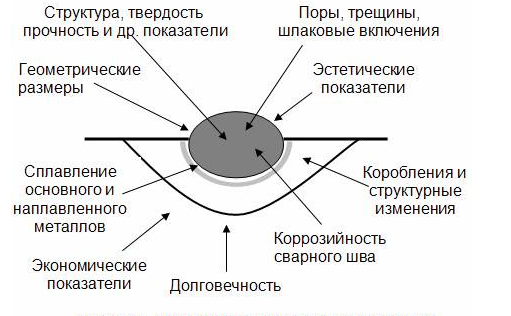 Структура, твердость
прочность и др. показатели
Поры, трещины,
шлаковые включения
Геометрические
размеры
Эстетические
показатели
Сплавление
основного и
наплавленного
металлов
Коробления и
структурные
изменения
Коррозийность
сварного шва
Экономические
показатели
Долговечность